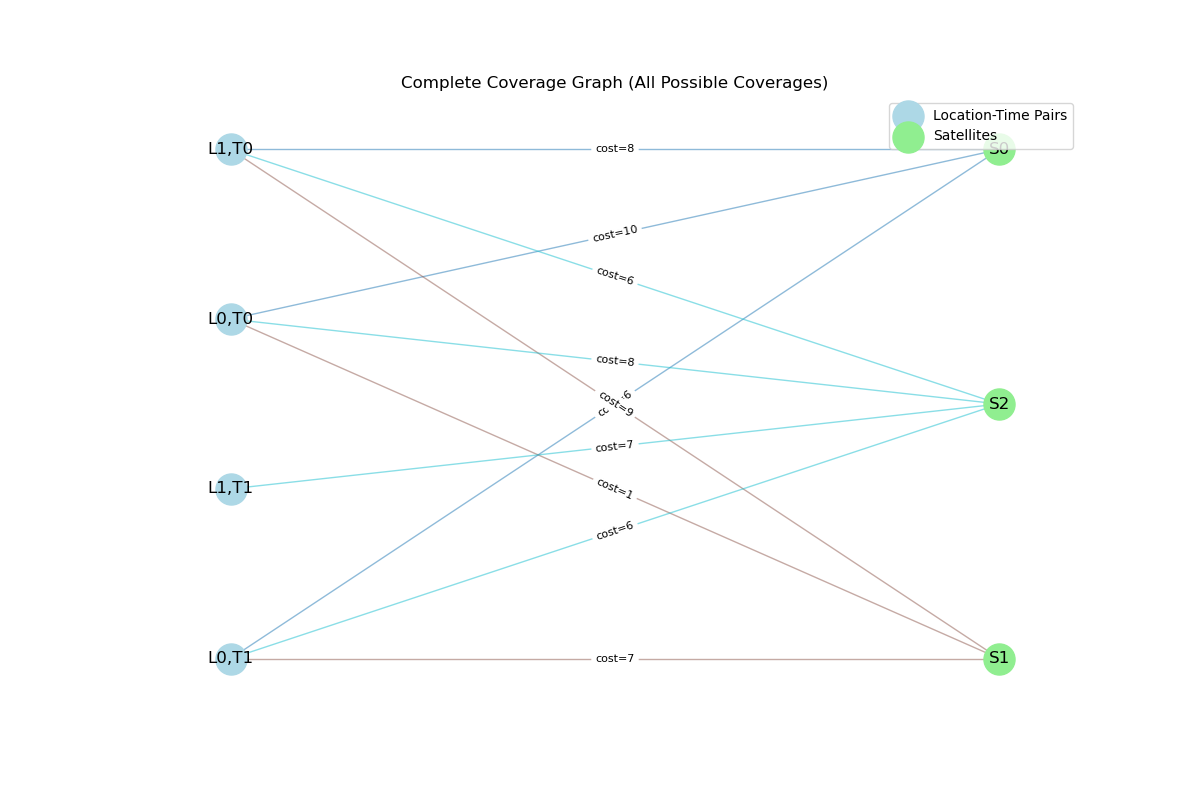 Complete Coverage Graph (All Possible Coverages)
Location-Time Pairs
Satellites
L1,T0
cost=8
S0
cost=10
cost=6
L0,T0
cost=8
cost=9
S2
cost=7
L1,T1
cost=1
cost=6
L0,T1
cost=7
S1